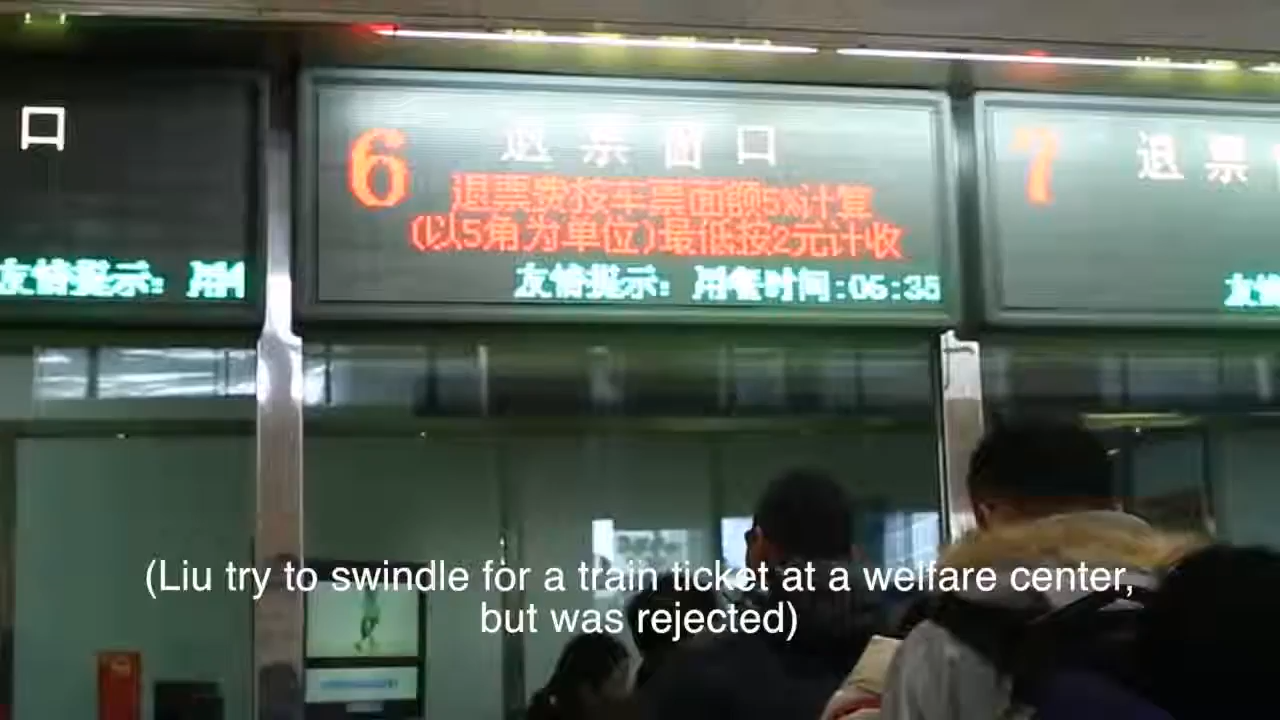 口
友情提示：用
6
退票窗口
退票费按车票面额5%计算
(以5角为单位)最低按2元计收
友情提示：用餐时间:05:35
7
退票
友
(Liu try to swindle for a train ticket at a welfare center,
but was rejected)